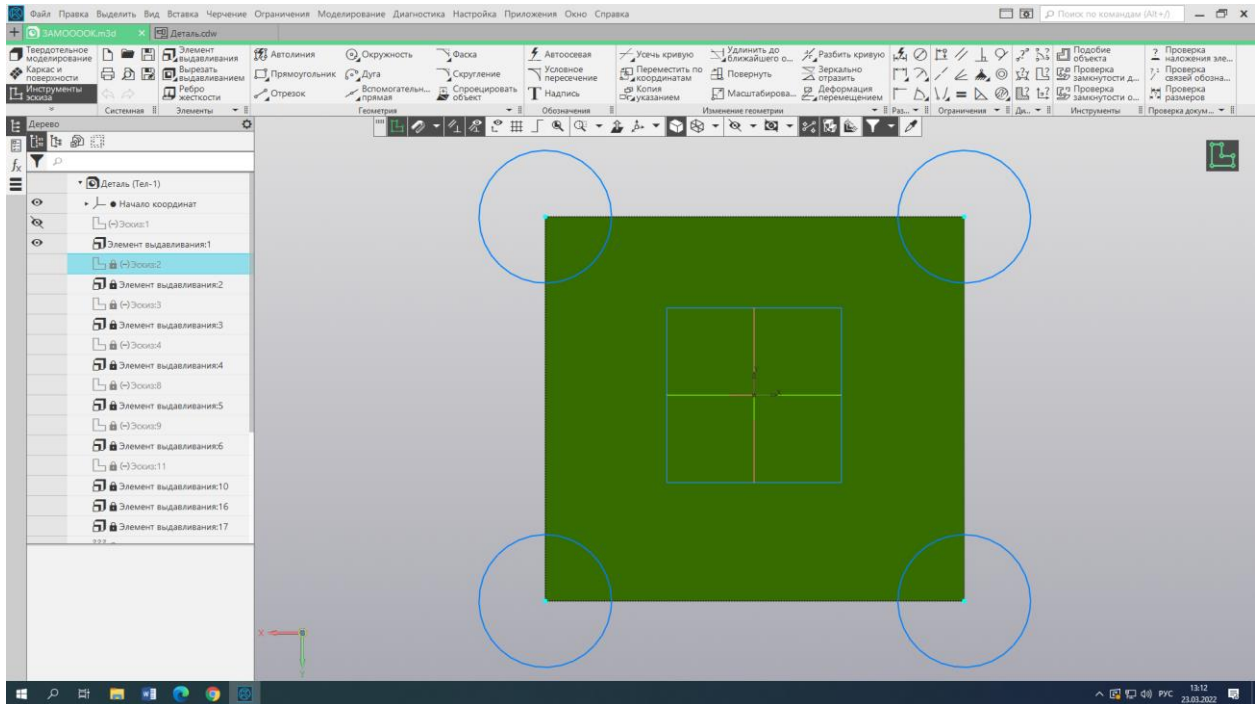 Файл Правка Выделить Вид Вставка Черчение Ограничения Моделирование Диагностика Настройка Приложения Окно Справка
Поиск по командам (Alt+/)
ЗАМОООOK.m3d
Деталь.cdw
Твердотельное моделирование
Каркас и поверхности
Инструменты эскиза
Системная
Элемент выдавливания
Вырезать выдавливанием
Ребро жесткости
Элементы
Автолиния
Прямоугольник
Отрезок
Окружность
Дуга
Вспомогательн... прямая
Фаска
Скругление
Спроецировать объект
Геометрия
Автоосевая
Условное пересечение
Надпись
Обозначения
Усечь кривую
Переместить по координатам
Копия указанием
Удлинить до ближайшего о...
Повернуть
Масштабирова...
Разбить кривую
Зеркально отразить
Деформация перемещением
Изменение геометрии
Раз...
Ограничения
Ди...
Подобие объекта
Проверка замкнутости д...
Проверка замкнутости о...
Инструменты
Проверка наложения эле...
Проверка связей обозна...
Проверка размеров
Проверка докум...
Дерево
Деталь (Тел-1)
Начало координат
(-)Эскиз:1
Элемент выдавливания:1
(-)Эскиз:2
Элемент выдавливания:2
(-)Эскиз:3
Элемент выдавливания:3
(-)Эскиз:4
Элемент выдавливания:4
(-)Эскиз:8
Элемент выдавливания:5
(-)Эскиз:9
Элемент выдавливания:6
(-)Эскиз:11
Элемент выдавливания:10
Элемент выдавливания:16
Элемент выдавливания:17
X
Y
РУС
13:12
23.03.2022